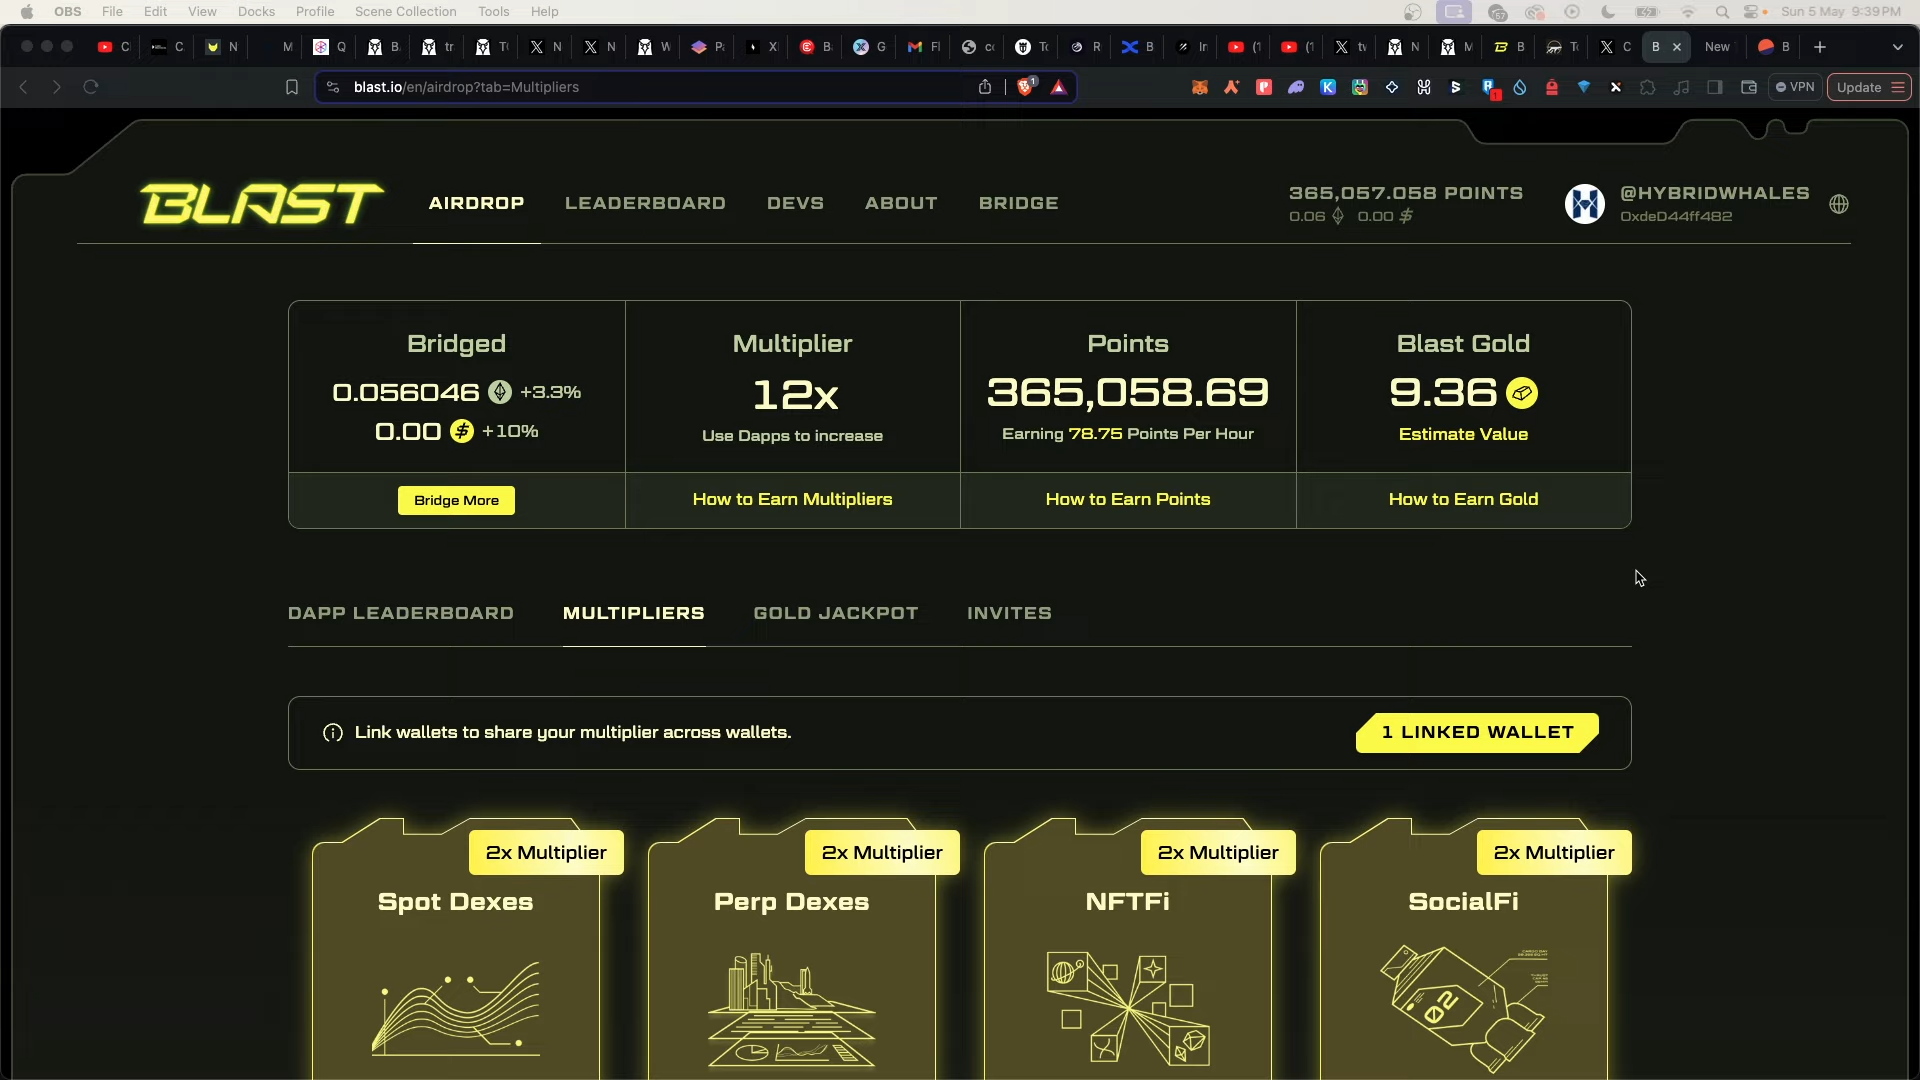 OBS File Edit View Docks Profile Scene Collection Tools Help Sun 5 May 9:39 PM
New
blast.io/en/airdrop?tab=Multipliers VPN Update
BLAST AIRDROP LEADERBOARD DEVS ABOUT BRIDGE
365,057.058 POINTS @HYBRIDWHALES
0.06 0.00 $ 0xdeD44ff482
Bridged Multiplier Points Blast Gold
0.056046 +3.3% 12x 365,058.69 9.36
0.00 $ +10% Use Dapps to increase Earning 78.75 Points Per Hour Estimate Value
Bridge More How to Earn Multipliers How to Earn Points How to Earn Gold
DAPP LEADERBOARD MULTIPLIERS GOLD JACKPOT INVITES
Link wallets to share your multiplier across wallets. 1 LINKED WALLET
2x Multiplier 2x Multiplier 2x Multiplier 2x Multiplier
Spot Dexes Perp Dexes NFTFi SocialFi
02